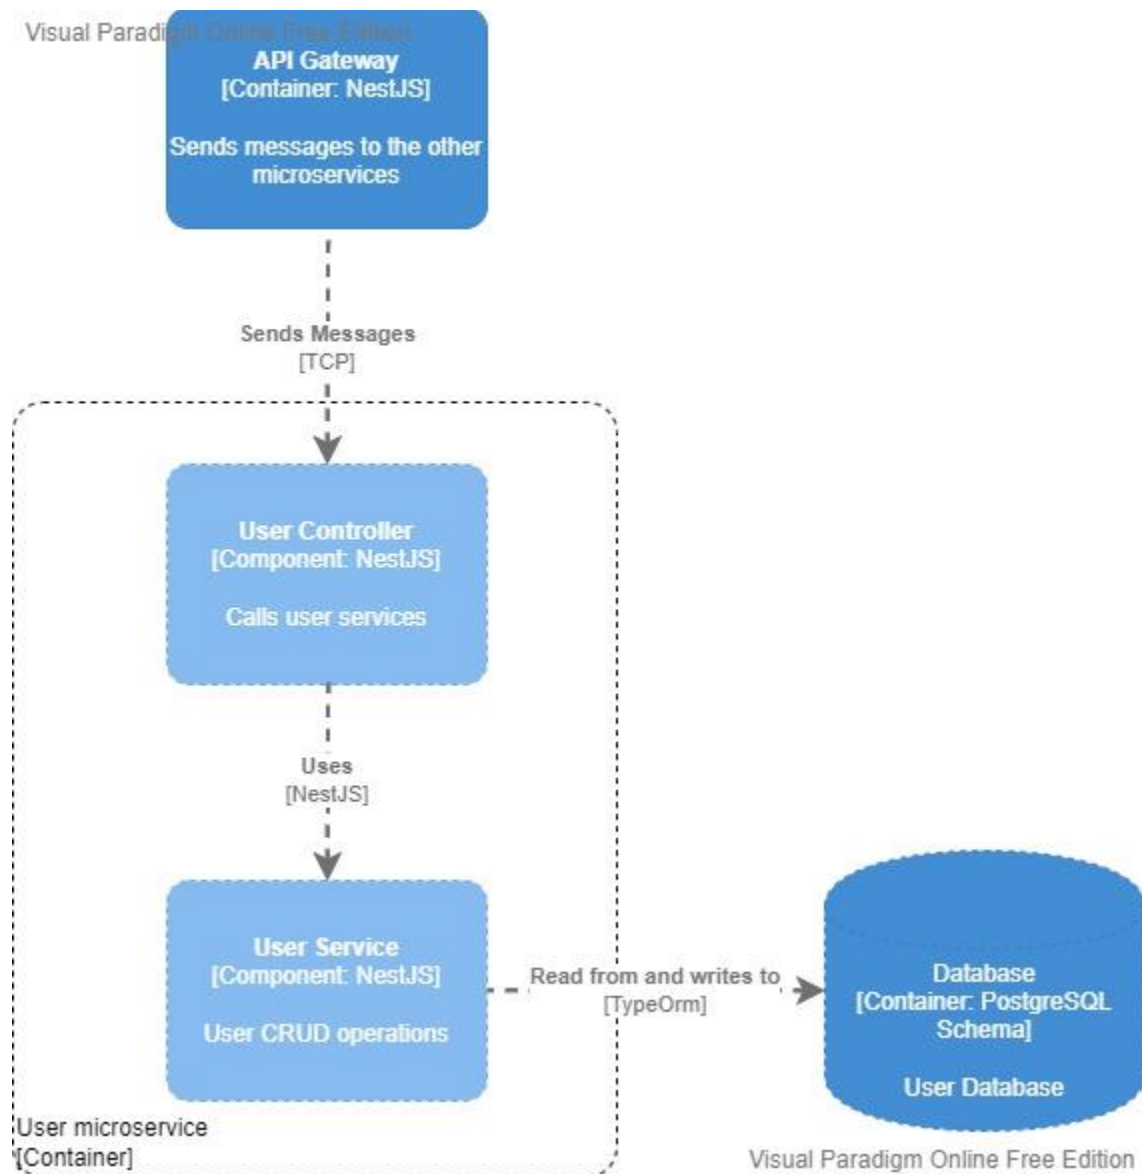 Visual Paradigm Online Free Edition
API Gateway
[Container: NestJS]
Sends messages to the other
microservices
Sends Messages
[TCP]
User Controller
[Component: NestJS]
Calls user services
Uses
[NestJS]
User Service
[Component: NestJS]
User CRUD operations
Read from and writes to
[TypeOrm]
Database
[Container: PostgreSQL
Schema]
User Database
User microservice
[Container]
Visual Paradigm Online Free Edition